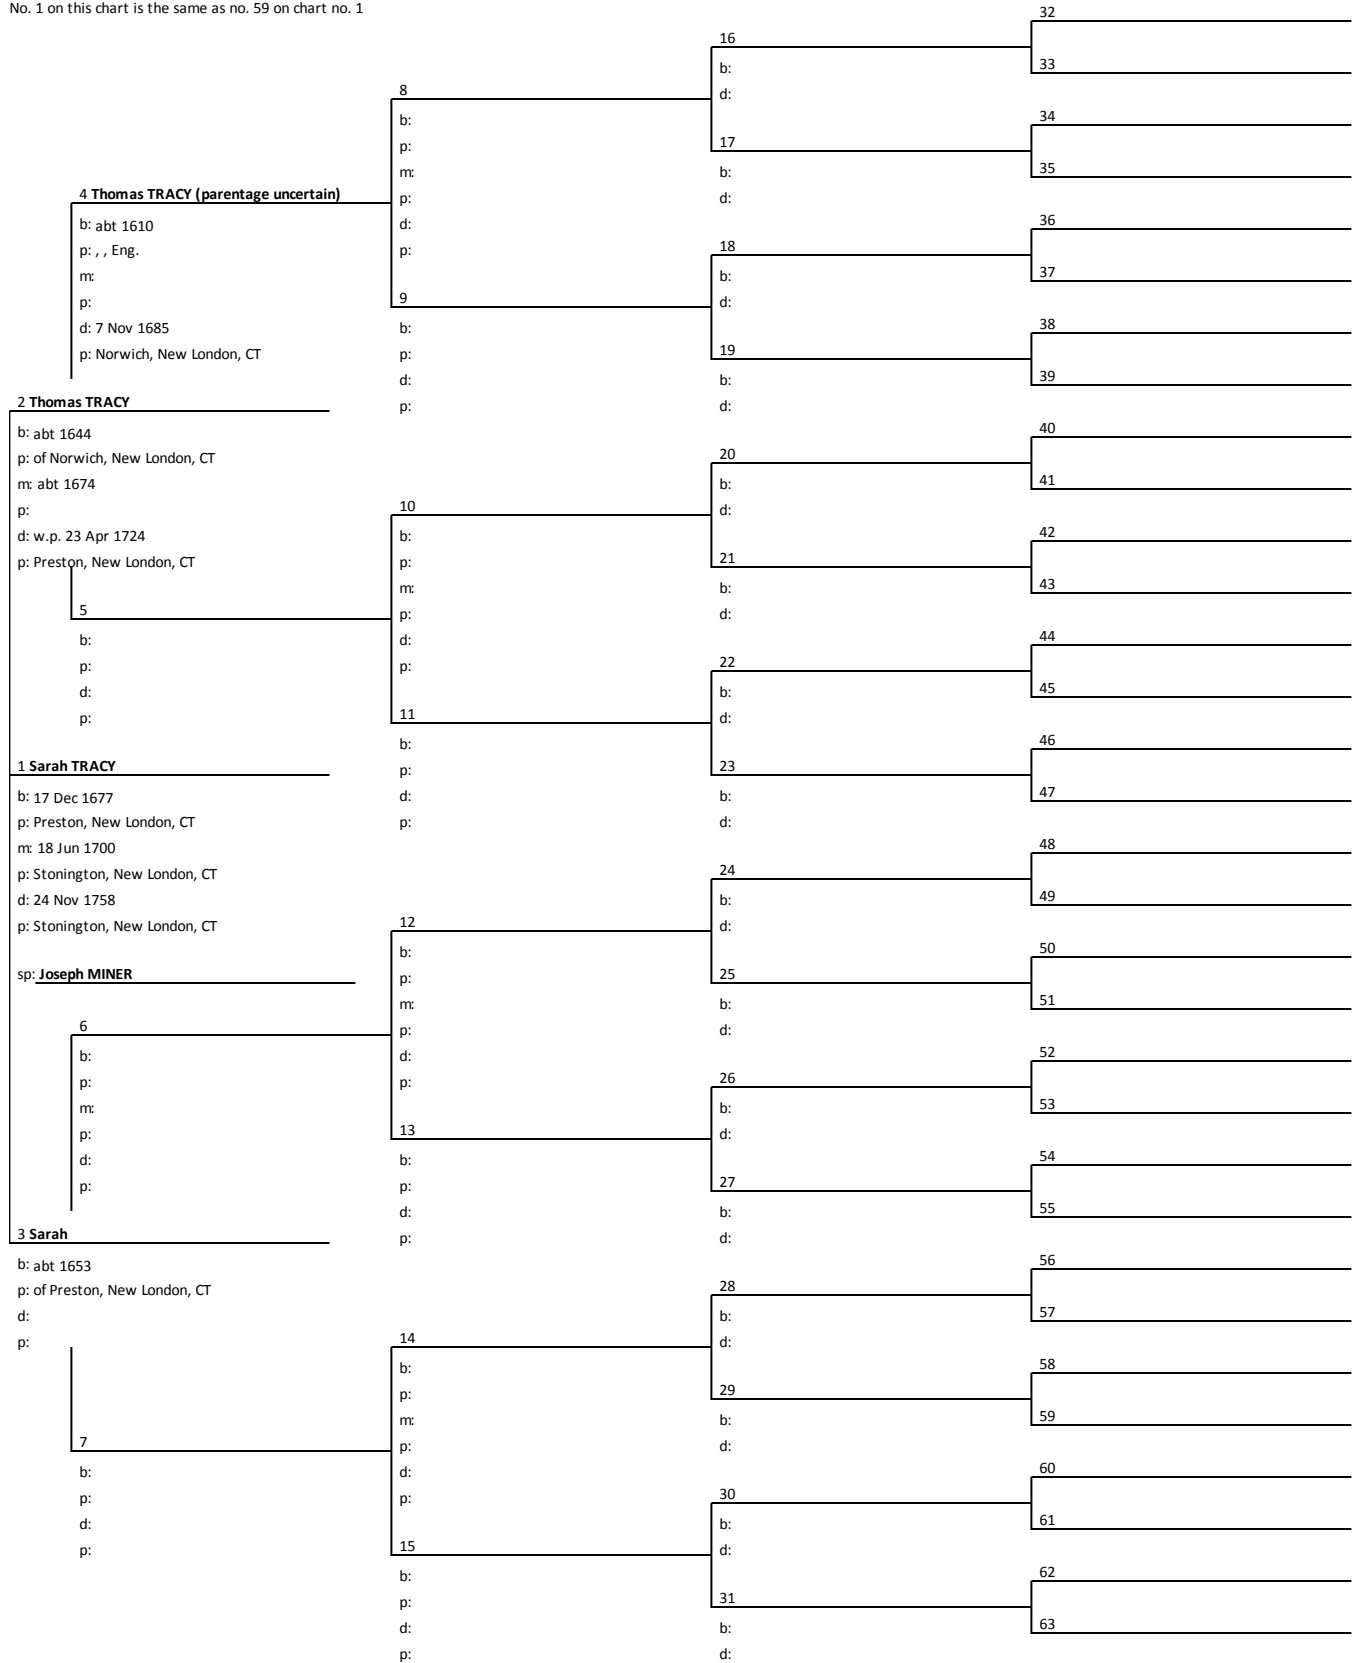 No. 1 on this chart is the same as no. 59 on chart no. 1
2 Thomas TRACY
b: abt 1644
p: of Norwich, New London, CT
m: abt 1674
p:
d: w.p. 23 Apr 1724
p: Preston, New London, CT
1 Sarah TRACY
b: 17 Dec 1677
p: Preston, New London, CT
m: 18 Jun 1700
p: Stonington, New London, CT
d: 24 Nov 1758
p: Stonington, New London, CT
sp: Joseph MINER
3 Sarah
b: abt 1653
p: of Preston, New London, CT
d:
p:
4 Thomas TRACY (parentage uncertain)
b: abt 1610
p: , , Eng.
m:
p:
d: 7 Nov 1685
p: Norwich, New London, CT
5
b:
p:
d:
p:
6
b:
p:
m:
p:
d:
p:
7
b:
p:
d:
p:
8
b:
p:
m:
p:
d:
p:
9
b:
p:
d:
p:
10
b:
p:
m:
p:
d:
p:
11
b:
p:
d:
p:
12
b:
p:
m:
p:
d:
p:
13
b:
p:
d:
p:
14
b:
p:
m:
p:
d:
p:
15
b:
p:
d:
p:
16
b:
d:
17
b:
d:
18
b:
d:
19
b:
d:
20
b:
d:
21
b:
d:
22
b:
d:
23
b:
d:
24
b:
d:
25
b:
d:
26
b:
d:
27
b:
d:
28
b:
d:
29
b:
d:
30
b:
d:
31
b:
d:
32
33
34
35
36
37
38
39
40
41
42
43
44
45
46
47
48
49
50
51
52
53
54
55
56
57
58
59
60
61
62
63